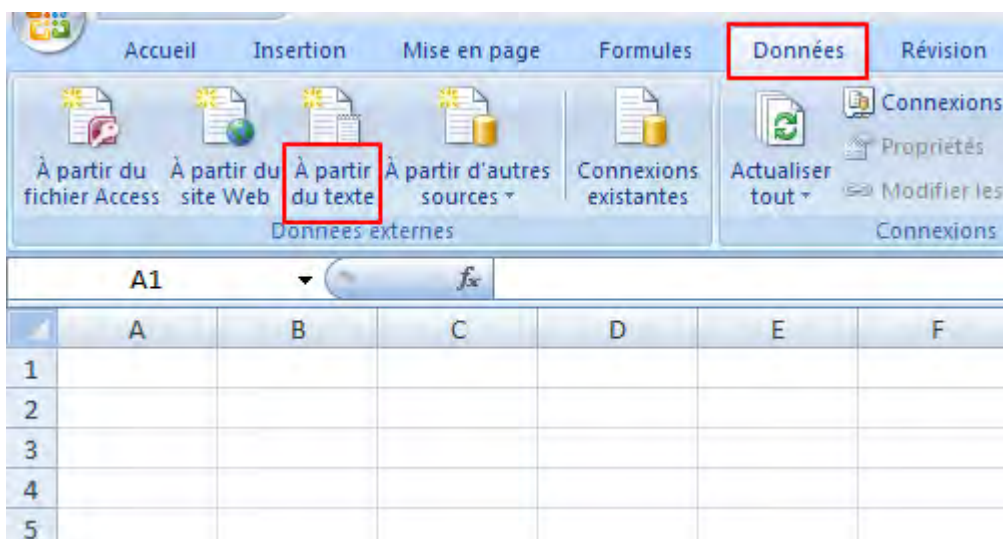 Accueil Insertion Mise en page Formules Données Révision
À partir du fichier Access
À partir du site Web
À partir du texte
À partir d'autres sources
Connexions existantes
Actualiser tout
Connexions
Propriétés
Modifier les
Données externes
Connexions
A1 fx
A B C D E F
1
2
3
4
5